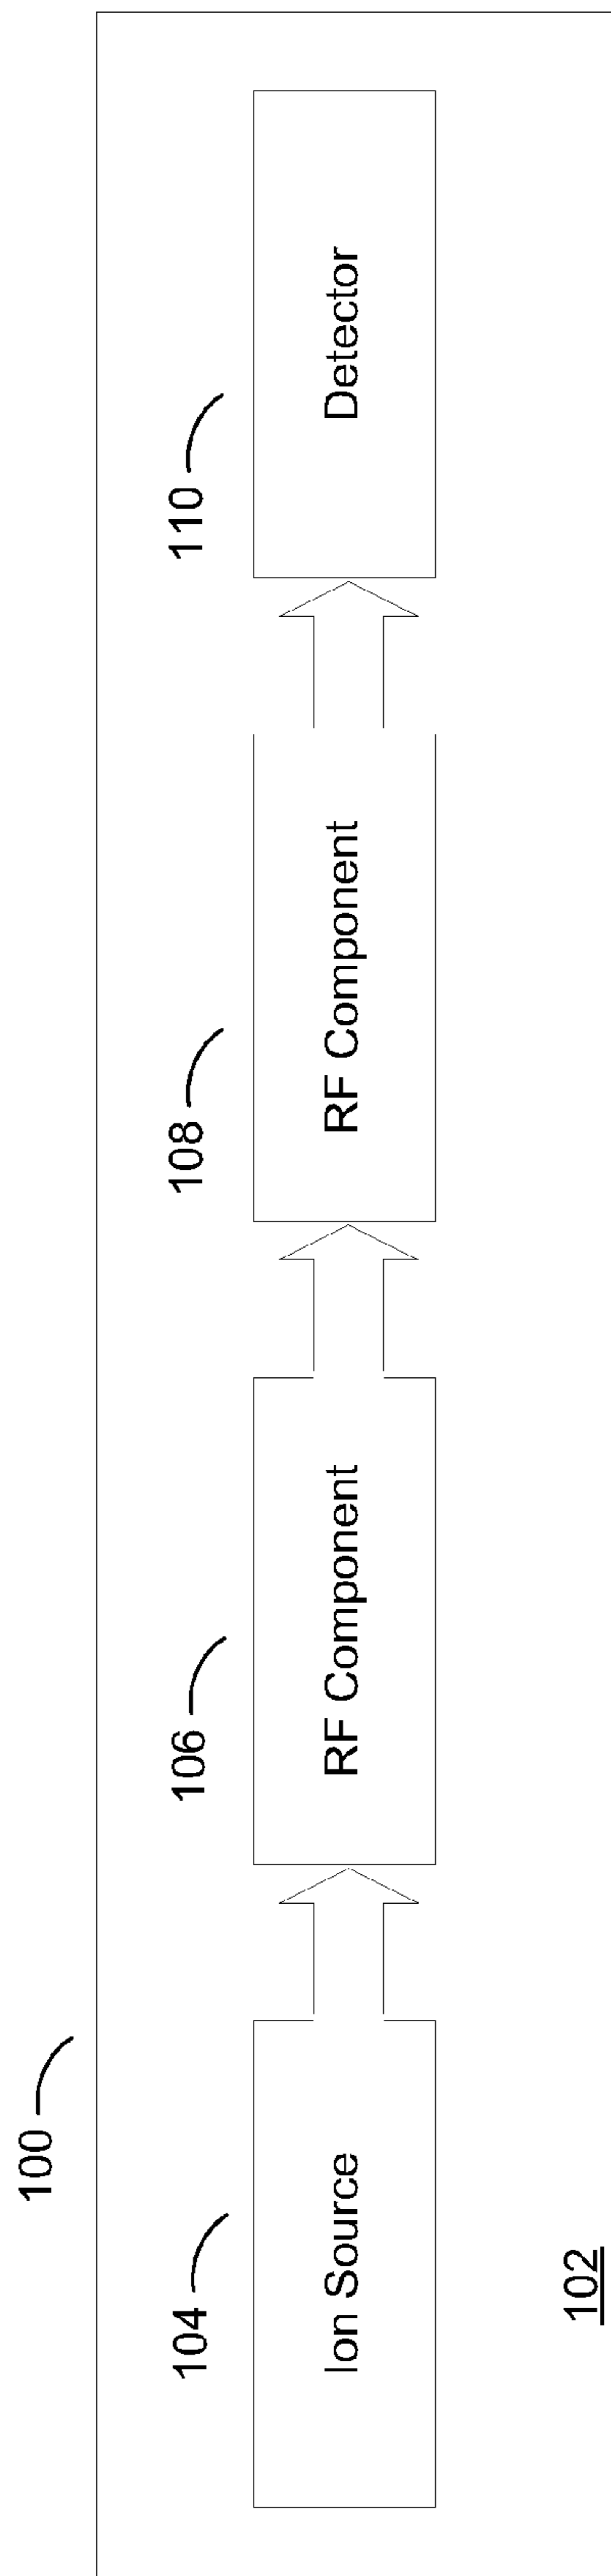 100
104
106
108
110
Ion Source
RF Component
RF Component
Detector
102